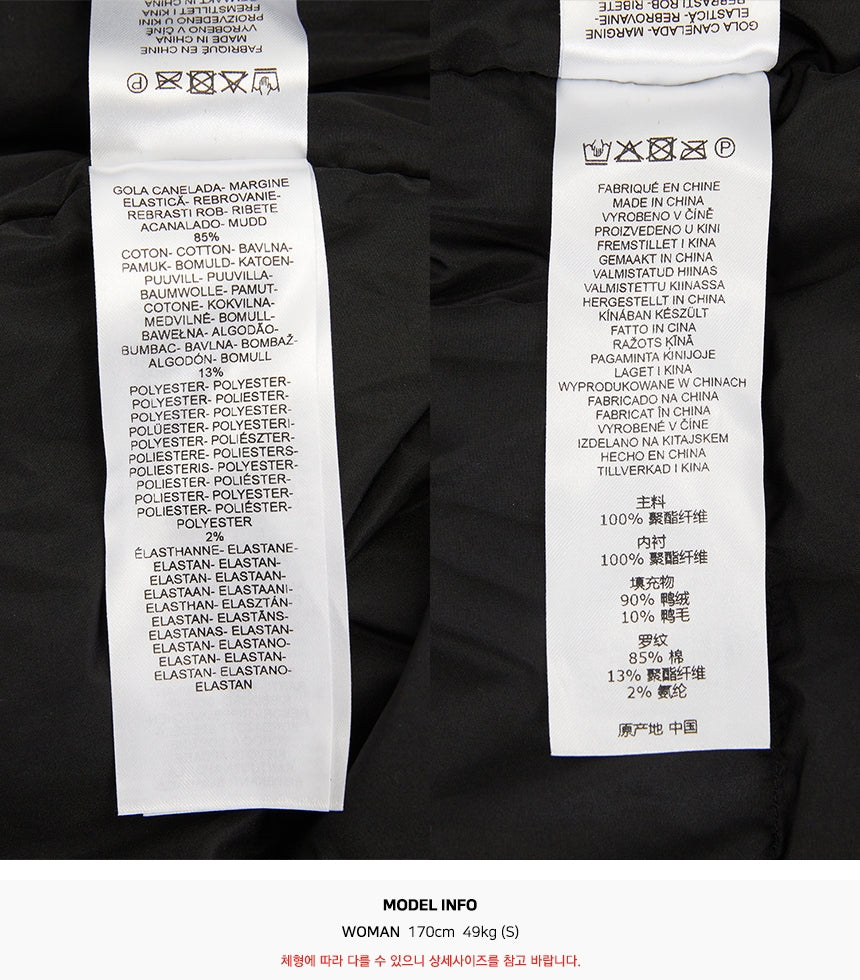 FABRIQUÉ EN CHINE
MADE IN CHINA
VYROBENO V ČÍNĚ
PROIZVEDENO U KINI
FREMSTILLET I KINA
GOLA CANELADA- MARGINE
ELASTICĂ- REBROVANIE-
REBRASTI ROB- RIBETE
ACANALADO- MUDD
85%
COTON- COTTON- BAVLNA-
PAMUK- BOMULD- KATOEN-
PUUVILL- PUUVILLA-
BAUMWOLLE- PAMUT-
COTONE- KOKVILNA-
MEDVILNĖ- BOMULL-
BAWEŁNA- ALGODÃO-
BUMBAC- BAVLNA- BOMBAŽ-
ALGODÓN- BOMULL
13%
POLYESTER- POLYESTER-
POLYESTER- POLIESTER-
POLYESTER- POLYESTER-
POLÜESTER- POLYESTERI-
POLYESTER- POLIÉSZTER-
POLIESTERE- POLIESTERS-
POLIESTERIS- POLYESTER-
POLIESTER- POLIÉSTER-
POLIESTER- POLYESTER-
POLIESTER- POLIÉSTER-
POLYESTER
2%
ÉLASTHANNE- ELASTANE-
ELASTAN- ELASTAN-
ELASTAN- ELASTAAN-
ELASTAAN- ELASTAANI-
ELASTHAN- ELASZTÁN-
ELASTAN- ELASTĀNS-
ELASTANAS- ELASTAN-
ELASTAN- ELASTANO-
ELASTAN- ELASTAN-
ELASTAN- ELASTANO-
ELASTAN
GOLA CANELADA- MARGINE
ELASTICĂ- REBROVANIE-
REBRASTI ROB- RIBETE
P
FABRIQUÉ EN CHINE
MADE IN CHINA
VYROBENO V ČÍNĚ
PROIZVEDENO U KINI
FREMSTILLET I KINA
GEMAAKT IN CHINA
VALMISTATUD HIINAS
VALMISTETTU KIINASSA
HERGESTELLT IN CHINA
KÍNÁBAN KÉSZÜLT
FATTO IN CINA
RAŽOTS ĶĪNĀ
PAGAMINTA KINIJOJE
LAGET I KINA
WYPRODUKOWANE W CHINACH
FABRICADO NA CHINA
FABRICAT ÎN CHINA
VYROBENÉ V ČÍNE
IZDELANO NA KITAJSKEM
HECHO EN CHINA
TILLVERKAD I KINA
主料
100% 聚酯纤维
内衬
100% 聚酯纤维
填充物
90% 鸭绒
10% 鸭毛
罗纹
85% 棉
13% 聚酯纤维
2% 氨纶
原产地 中国
MODEL INFO
WOMAN 170cm 49kg (S)
체형에 따라 다를 수 있으니 상세사이즈를 참고 바랍니다.